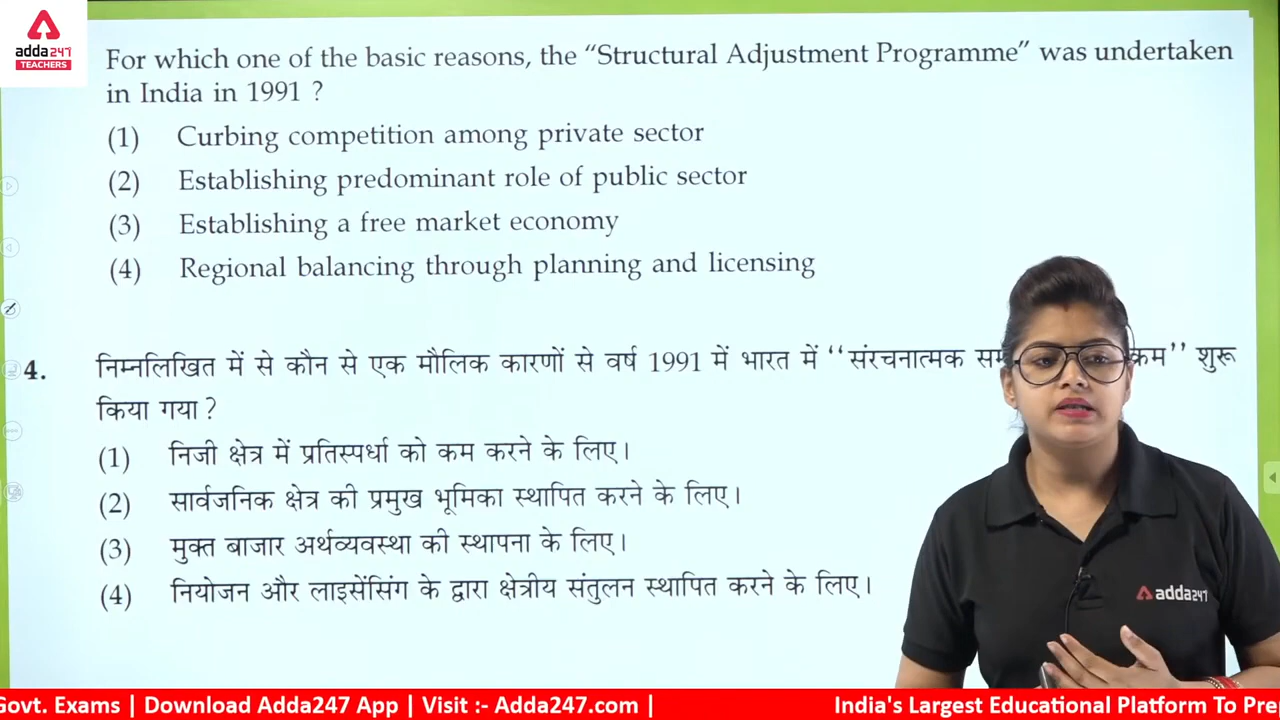 adda247
TEACHERS
For which one of the basic reasons, the “Structural Adjustment Programme” was undertaken
in India in 1991 ?
(1) Curbing competition among private sector
(2) Establishing predominant role of public sector
(3) Establishing a free market economy
(4) Regional balancing through planning and licensing
4. निम्नलिखित में से कौन से एक मौलिक कारणों से वर्ष 1991 में भारत में ‘‘संरचनात्मक शुरू
किया गया?
(1) निजी क्षेत्र में प्रतिस्पर्धा को कम करने के लिए।
(2) सार्वजनिक क्षेत्र की प्रमुख भूमिका स्थापित करने के लिए।
(3) मुक्त बाजार अर्थव्यवस्था की स्थापना के लिए।
(4) नियोजन और लाइसेंसिंग के द्वारा क्षेत्रीय संतुलन स्थापित करने के लिए।
adda247
Govt. Exams | Download Adda247 App | Visit :- Adda247.com | India's Largest Educational Platform To Pre